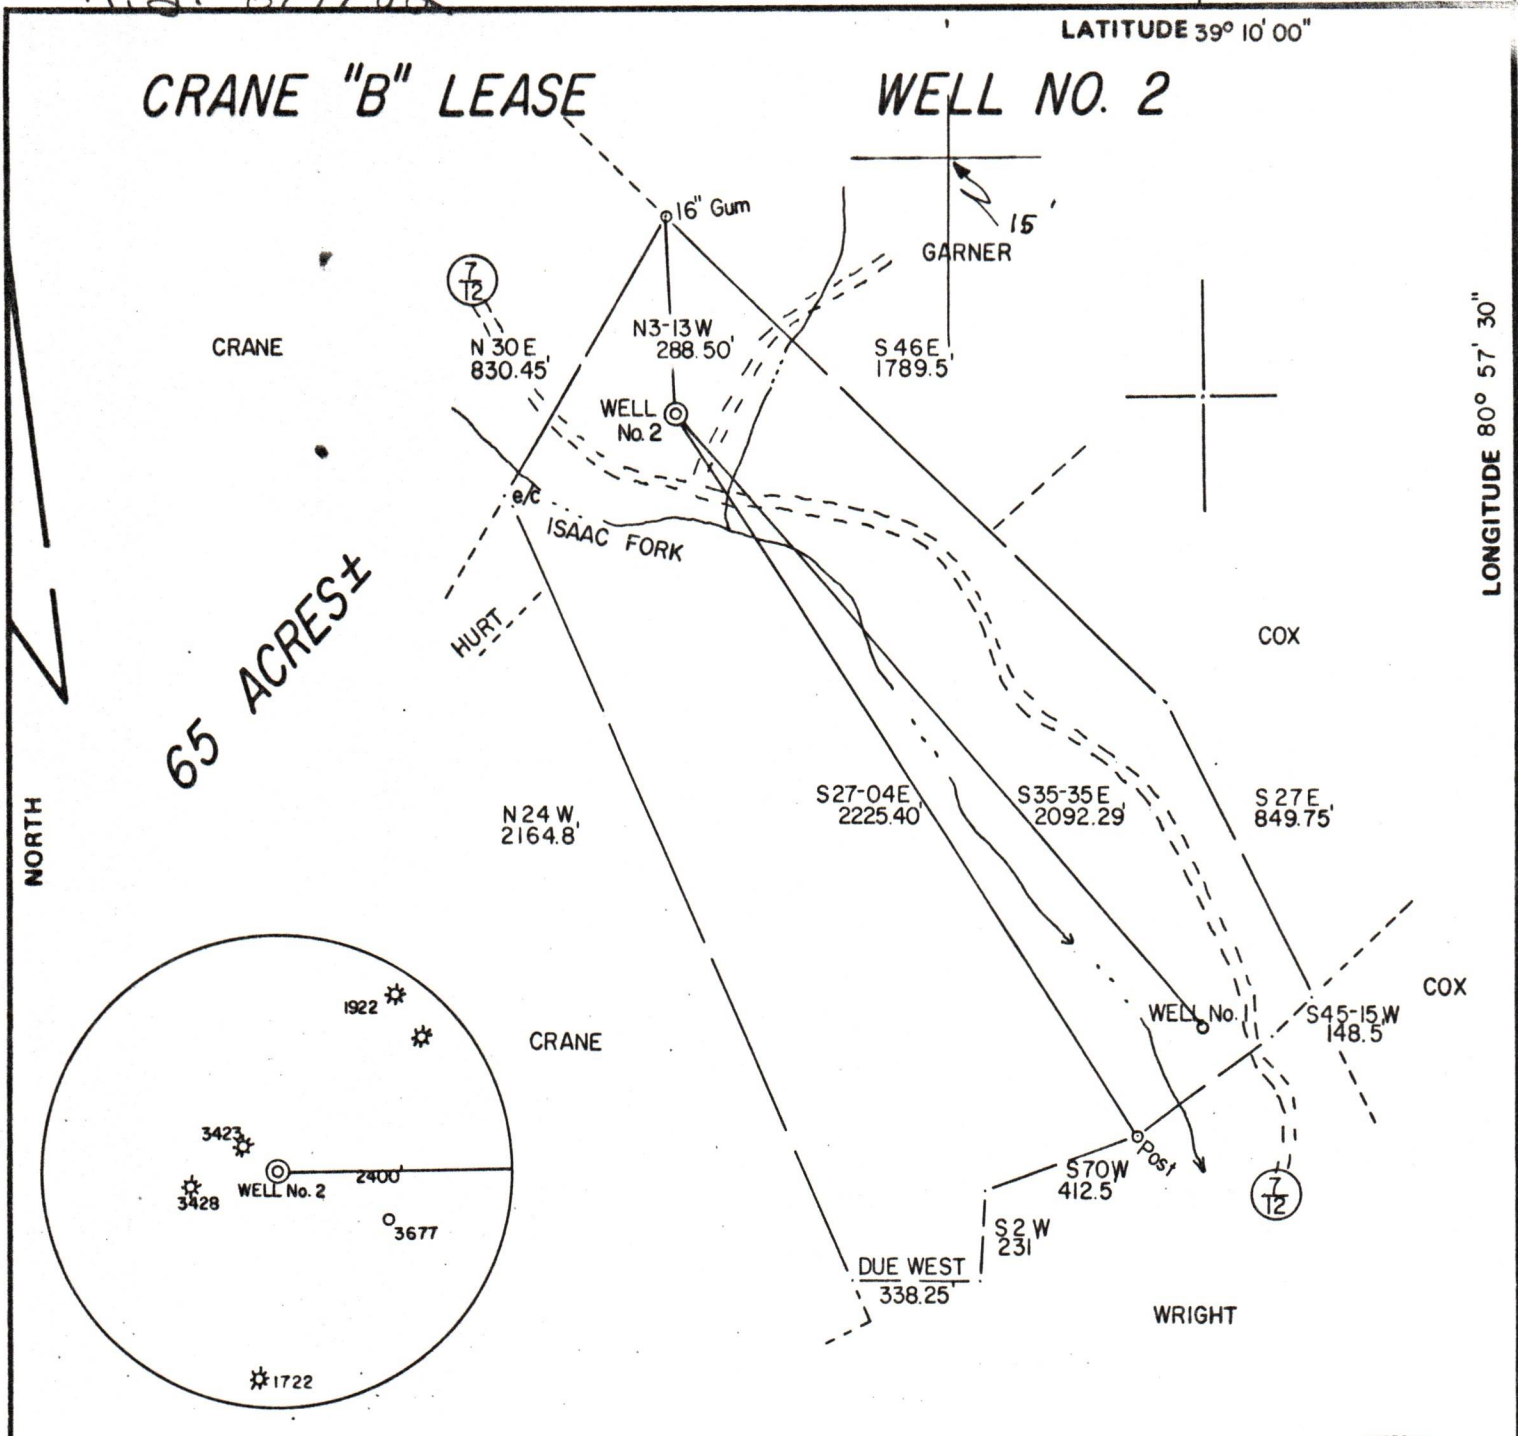 LATITUDE 39° 10' 00"
CRANE "B" LEASE
WELL NO. 2
16" Gum
15'
GARNER
7
12
CRANE
N 30 E
830.45'
N3-13W
288.50'
S 46 E
1789.5'
LONGITUDE 80° 57' 30"
WELL
No. 2
e/c
ISAAC FORK
HURT
65 ACRES±
COX
NORTH
N 24 W
2164.8'
S27-04E
2225.40'
S35-35E
2092.29'
S 27 E
849.75'
COX
WELL No. 1
S45-15W
148.5'
CRANE
Post
S70W
412.5'
7
12
S 2 W
231'
DUE WEST
338.25'
WRIGHT
1922
3423
2400'
WELL No. 2
3428
3677
1722